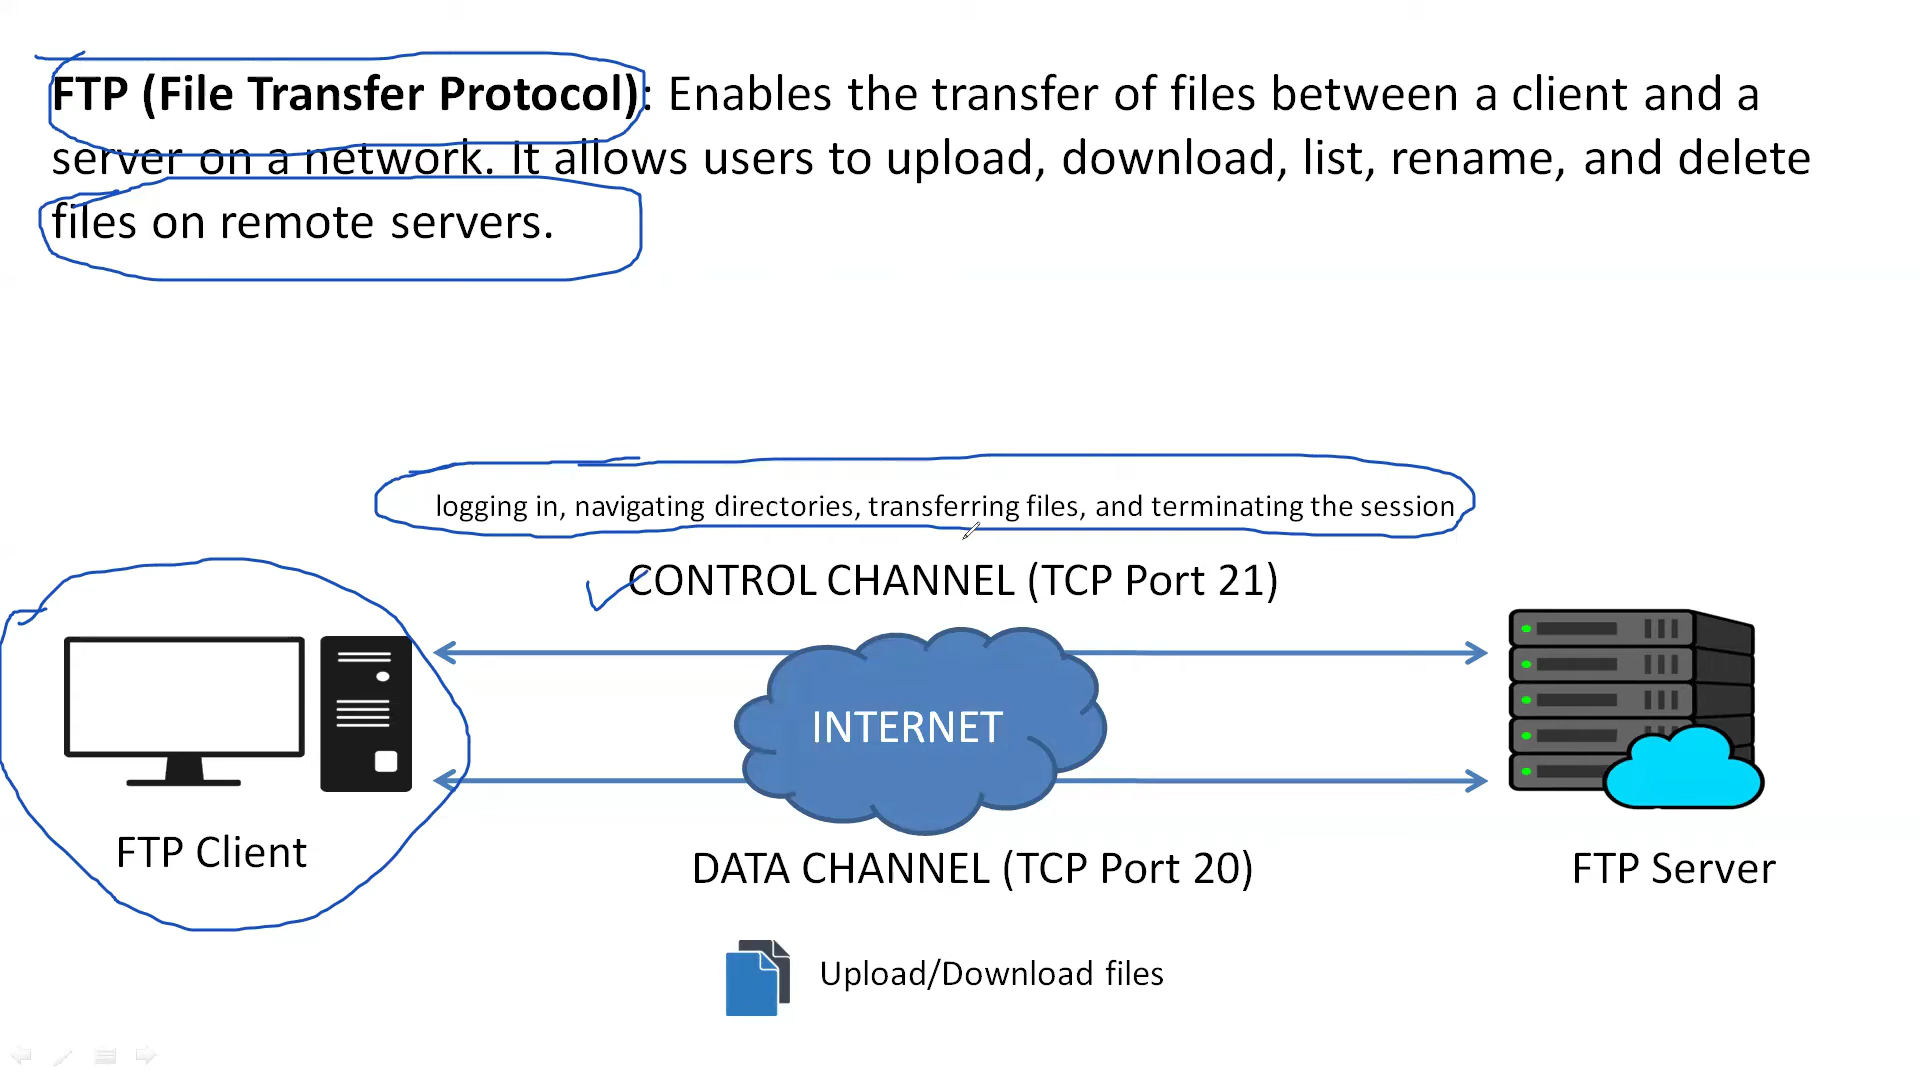 FTP (File Transfer Protocol): Enables the transfer of files between a client and a
server on a network. It allows users to upload, download, list, rename, and delete
files on remote servers.
logging in, navigating directories, transferring files, and terminating the session
CONTROL CHANNEL (TCP Port 21)
INTERNET
FTP Client
DATA CHANNEL (TCP Port 20)
FTP Server
Upload/Download files